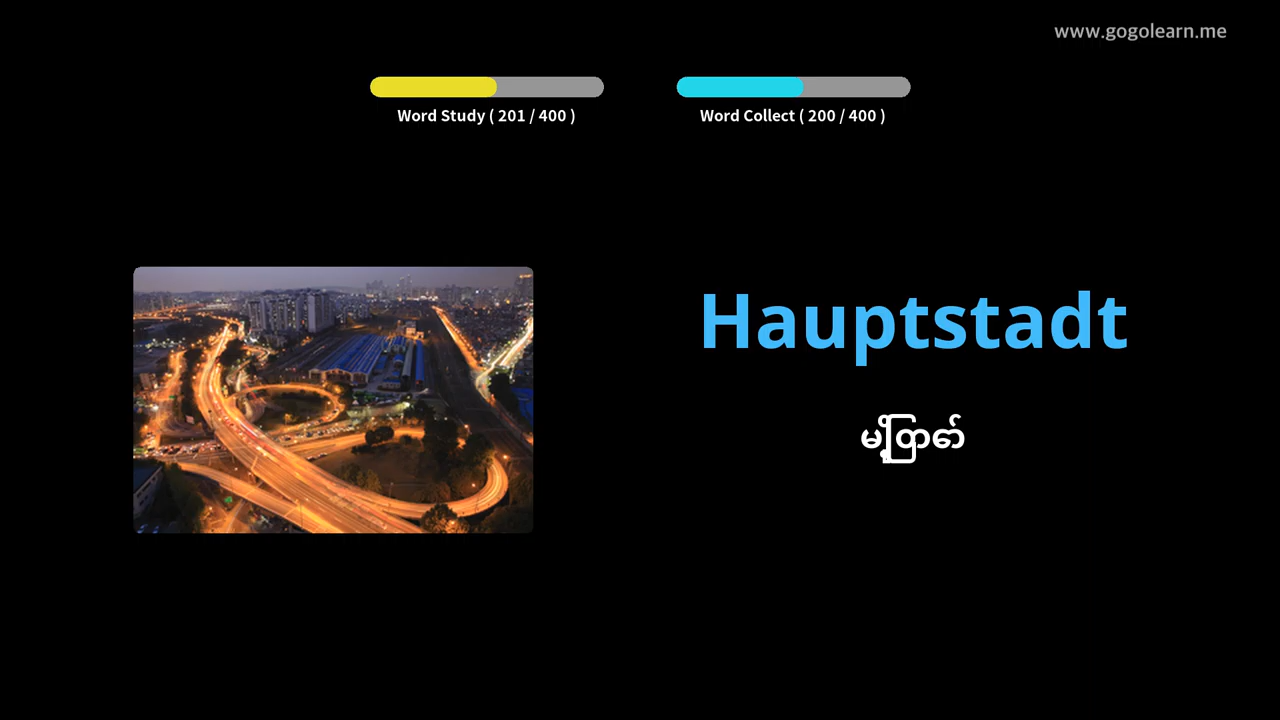 www.gogolearn.me
Word Study ( 201 / 400 )
Word Collect ( 200 / 400 )
Hauptstadt
မြို့တော်